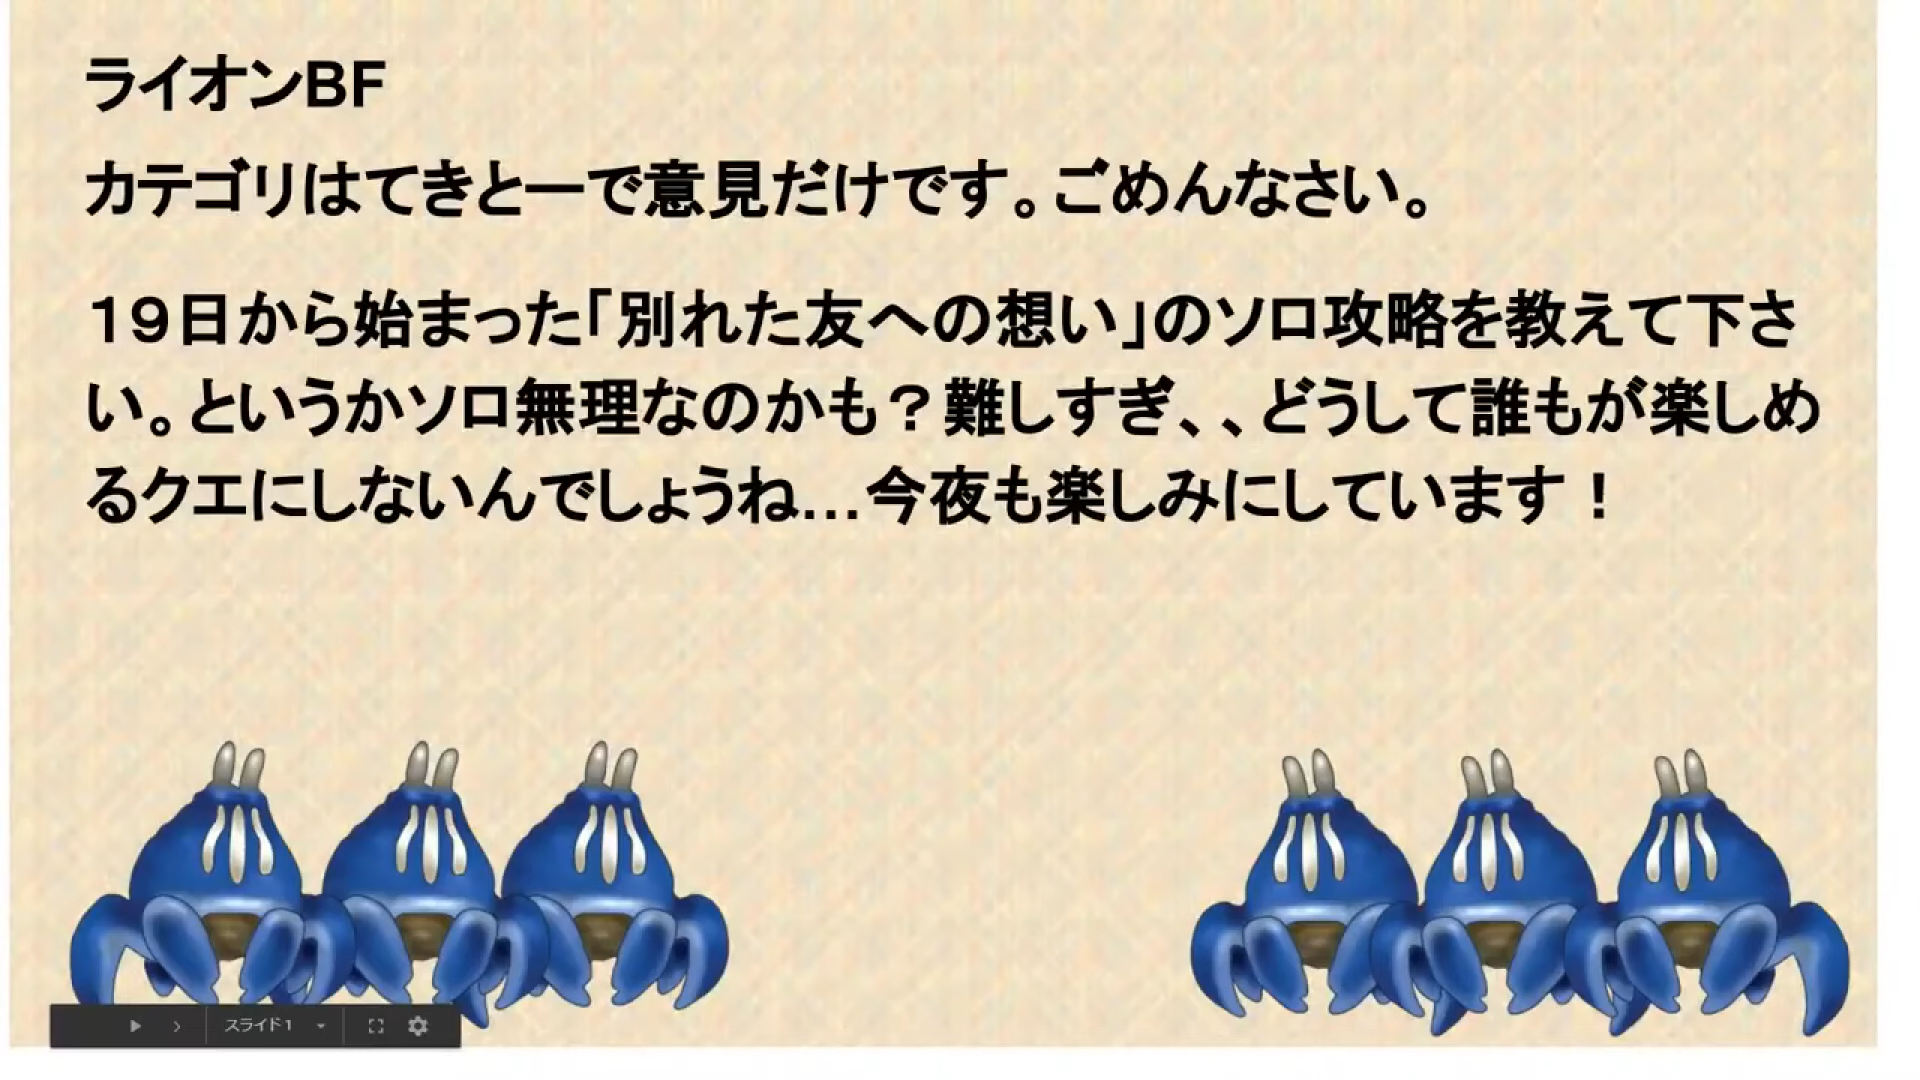 ライオンBF
カテゴリはてきとーで意見だけです。ごめんなさい。
１９日から始まった「別れた友への想い」のソロ攻略を教えて下さ
い。というかソロ無理なのかも？難しすぎ、、どうして誰もが楽しめ
るクエにしないんでしょうね…今夜も楽しみにしています！
スライド1